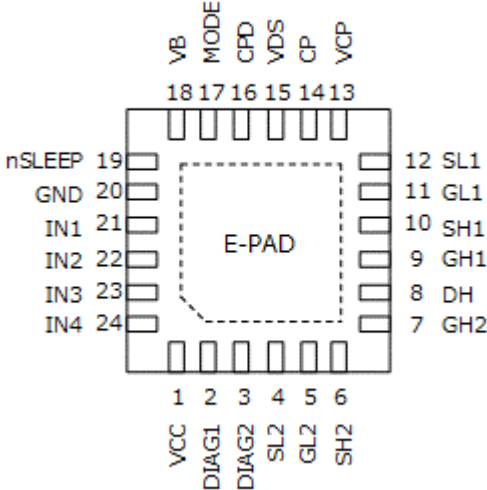 VB MODE CPD VDS CP VCP
18 17 16 15 14 13
nSLEEP 19
GND 20
IN1 21
IN2 22
IN3 23
IN4 24
E-PAD
12 SL1
11 GL1
10 SH1
9 GH1
8 DH
7 GH2
1 2 3 4 5 6
VCC DIAG1 DIAG2 SL2 GL2 SH2